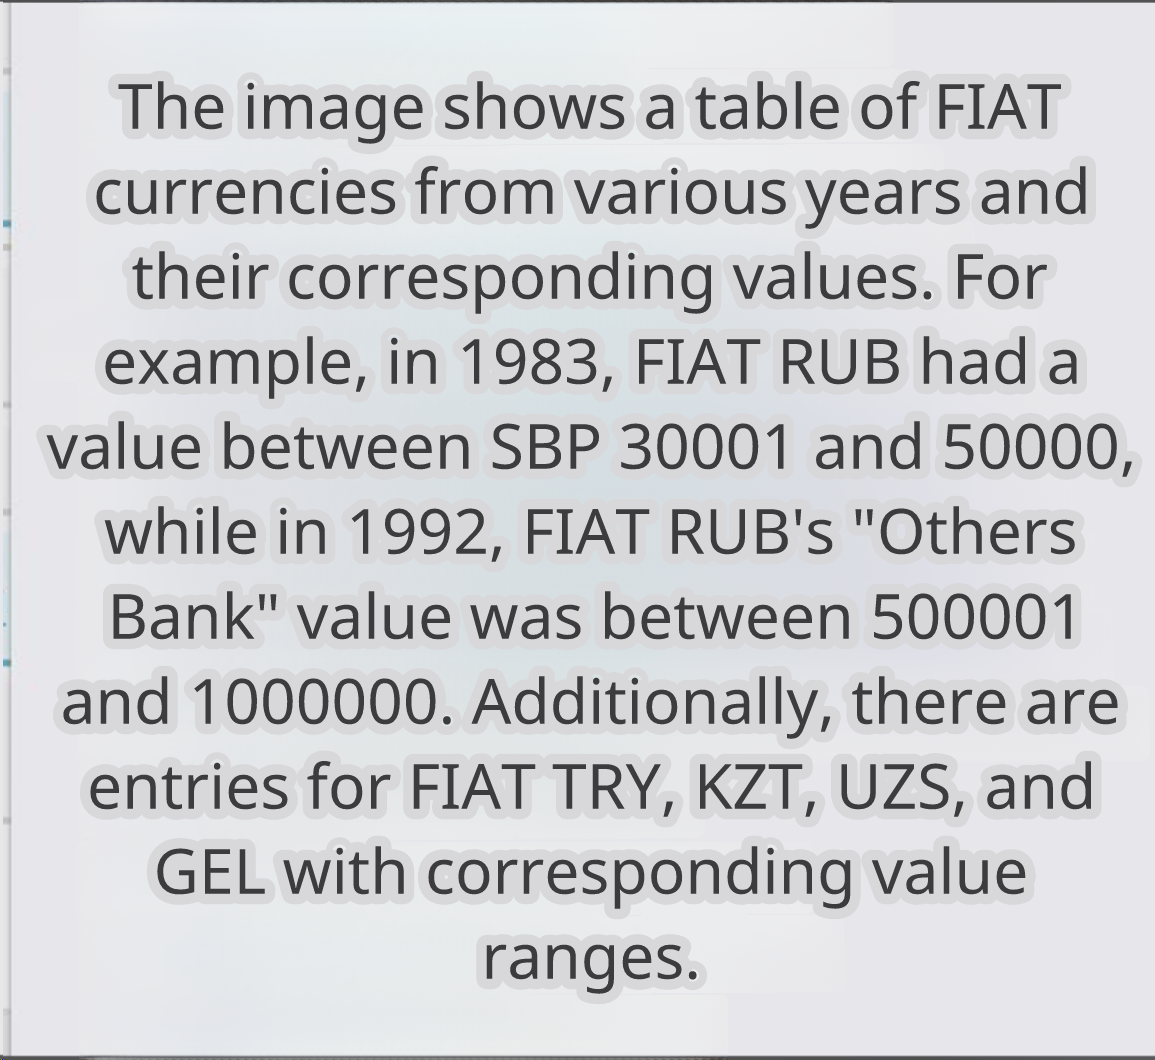 The image shows a table of FIAT
currencies from various years and
their corresponding values. For
example, in 1983, FIAT RUB had a
value between SBP 30001 and 50000,
while in 1992, FIAT RUB's "Others
Bank" value was between 500001
and 1000000. Additionally, there are
entries for FIAT TRY, KZT, UZS, and
GEL with corresponding value
ranges.